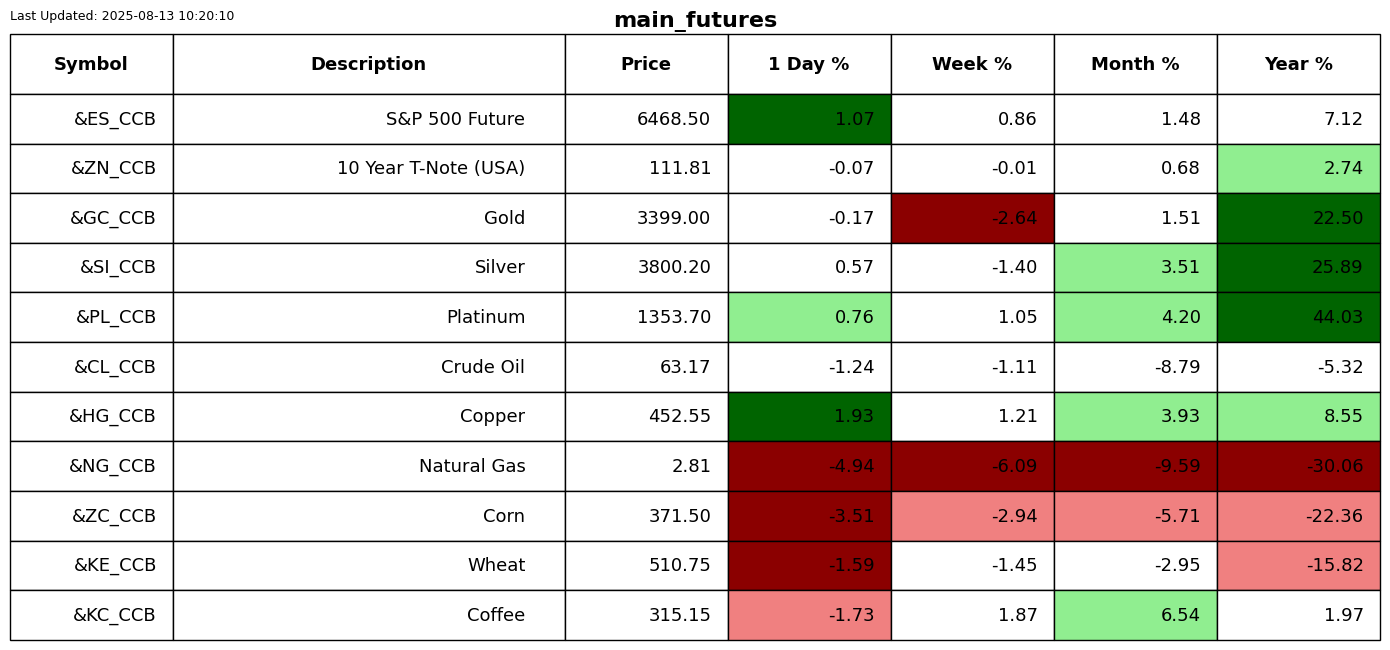 Last Updated: 2025-08-13 10:20:10
main_futures
Symbol Description Price 1 Day % Week % Month % Year %
&ES_CCB S&P 500 Future 6468.50 1.07 0.86 1.48 7.12
&ZN_CCB 10 Year T-Note (USA) 111.81 -0.07 -0.01 0.68 2.74
&GC_CCB Gold 3399.00 -0.17 -2.64 1.51 22.50
&SI_CCB Silver 3800.20 0.57 -1.40 3.51 25.89
&PL_CCB Platinum 1353.70 0.76 1.05 4.20 44.03
&CL_CCB Crude Oil 63.17 -1.24 -1.11 -8.79 -5.32
&HG_CCB Copper 452.55 1.93 1.21 3.93 8.55
&NG_CCB Natural Gas 2.81 -4.94 -6.09 -9.59 -30.06
&ZC_CCB Corn 371.50 -3.51 -2.94 -5.71 -22.36
&KE_CCB Wheat 510.75 -1.59 -1.45 -2.95 -15.82
&KC_CCB Coffee 315.15 -1.73 1.87 6.54 1.97